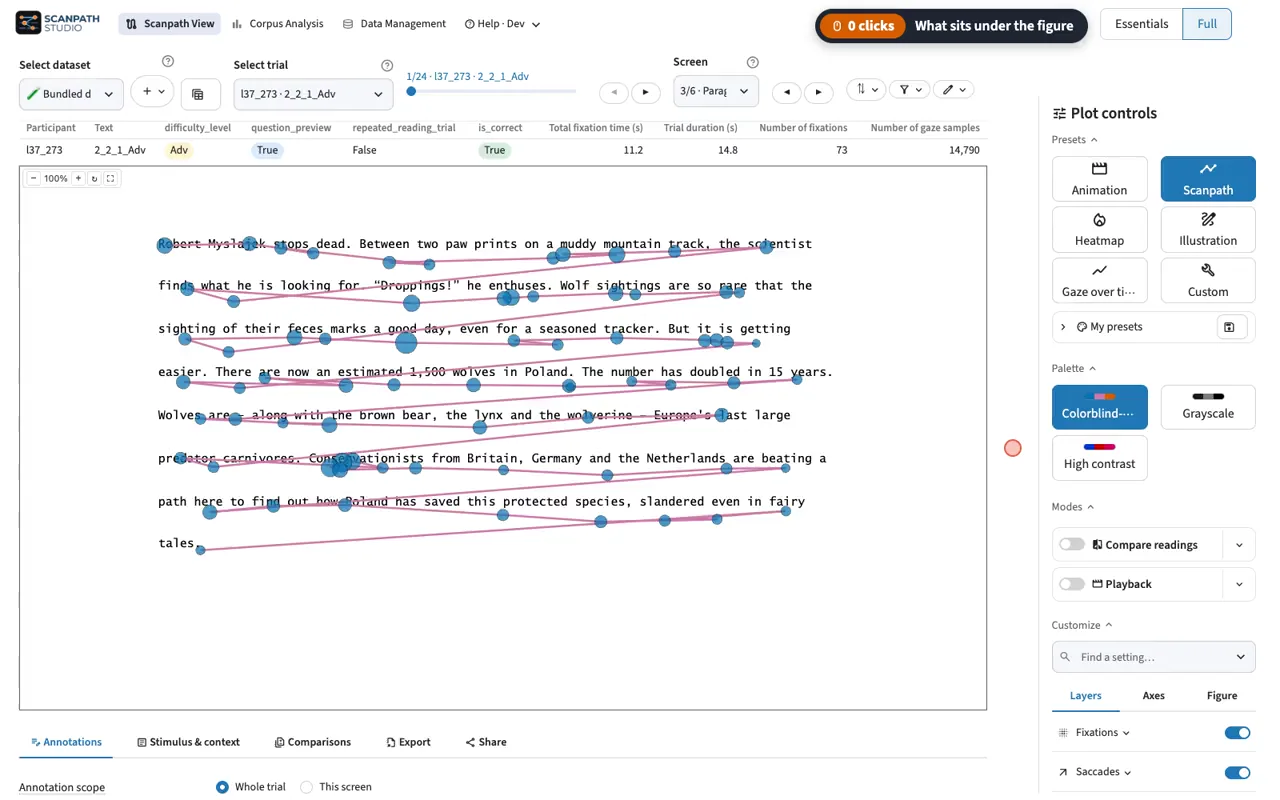 SCANPATH
STUDIO
Scanpath View
Corpus Analysis
Data Management
Help · Dev
0 clicks
What sits under the figure
Essentials
Full
Select dataset
Bundled d
Select trial
l37_273 · 2_2_1_Adv
1/24 · l37_273 · 2_2_1_Adv
Screen
3/6 · Parag
Participant Text difficulty_level question_preview repeated_reading_trial is_correct Total fixation time (s) Trial duration (s) Number of fixations Number of gaze samples
l37_273 2_2_1_Adv Adv True False True 11.2 14.8 73 14,790
100%
Robert Myslajek stops dead. Between two paw prints on a muddy mountain track, the scientist
finds what he is looking for. "Droppings!" he enthuses. Wolf sightings are so rare that the
sighting of their feces marks a good day, even for a seasoned tracker. But it is getting
easier. There are now an estimated 1,500 wolves in Poland. The number has doubled in 15 years.
Wolves are – along with the brown bear, the lynx and the wolverine – Europe's last large
predator carnivores. Conservationists from Britain, Germany and the Netherlands are beating a
path here to find out how Poland has saved this protected species, slandered even in fairy
tales.
Annotations
Stimulus & context
Comparisons
Export
Share
Annotation scope
Whole trial
This screen
Plot controls
Presets
Animation
Scanpath
Heatmap
Illustration
Gaze over ti···
Custom
My presets
Palette
Colorblind-···
Grayscale
High contrast
Modes
Compare readings
Playback
Customize
Find a setting...
Layers
Axes
Figure
Fixations
Saccades